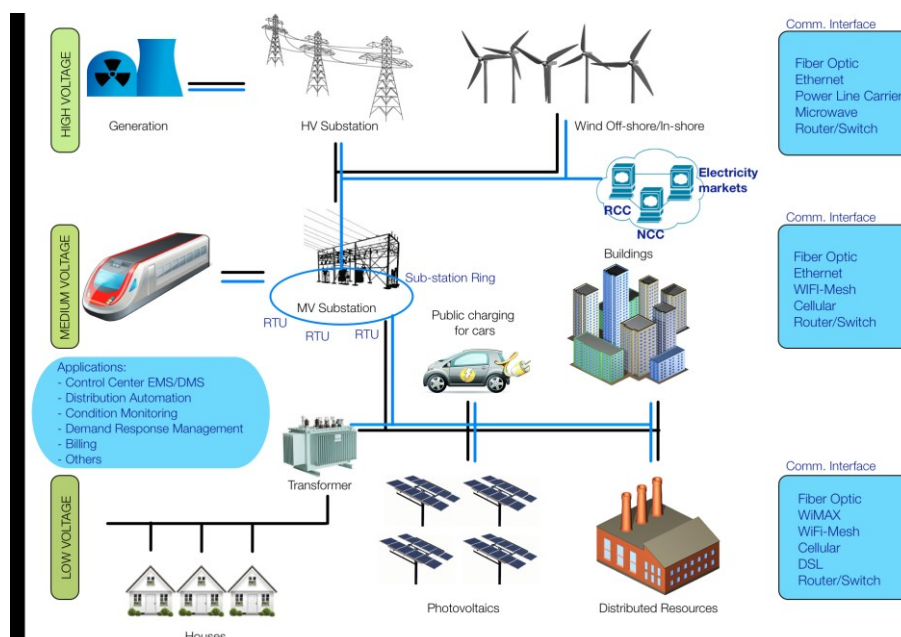 Comm. Interface
HIGH VOLTAGE
Fiber Optic
Ethernet
Power Line Carrier
Microwave
Router/Switch
Generation
HV Substation
Wind Off-shore/In-shore
Electricity
markets
RCC
NCC
Comm. Interface
MEDIUM VOLTAGE
Buildings
Fiber Optic
Ethernet
WIFI-Mesh
Cellular
Router/Switch
Sub-station Ring
MV Substation
RTU
RTU
RTU
Public charging
for cars
Applications:
- Control Center EMS/DMS
- Distribution Automation
- Condition Monitoring
- Demand Response Management
- Billing
- Others
Transformer
Comm. Interface
LOW VOLTAGE
Fiber Optic
WiMAX
WiFi-Mesh
Cellular
DSL
Router/Switch
Photovoltaics
Distributed Resources
Houses